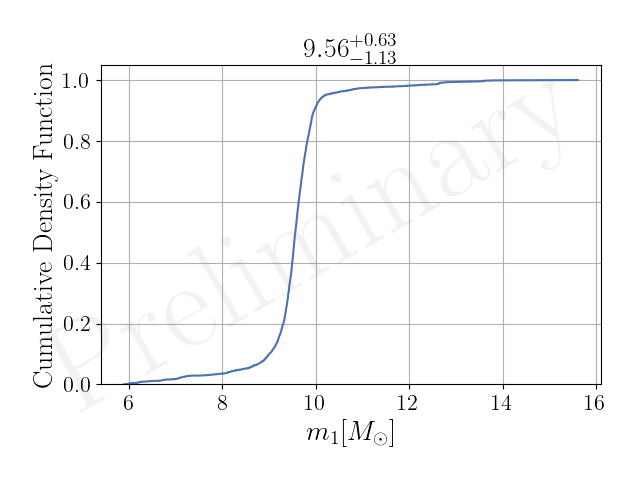 $9.56^{+0.63}_{-1.13}$
Cumulative Density Function
1.0
0.8
0.6
0.4
0.2
0.0
Preliminary
6 8 10 12 14 16
$m_1[M_\odot]$